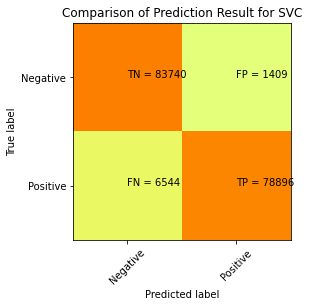 Comparison of Prediction Result for SVC
True label
Negative
TN = 83740
FP = 1409
Positive
FN = 6544
TP = 78896
Negative
Positive
Predicted label